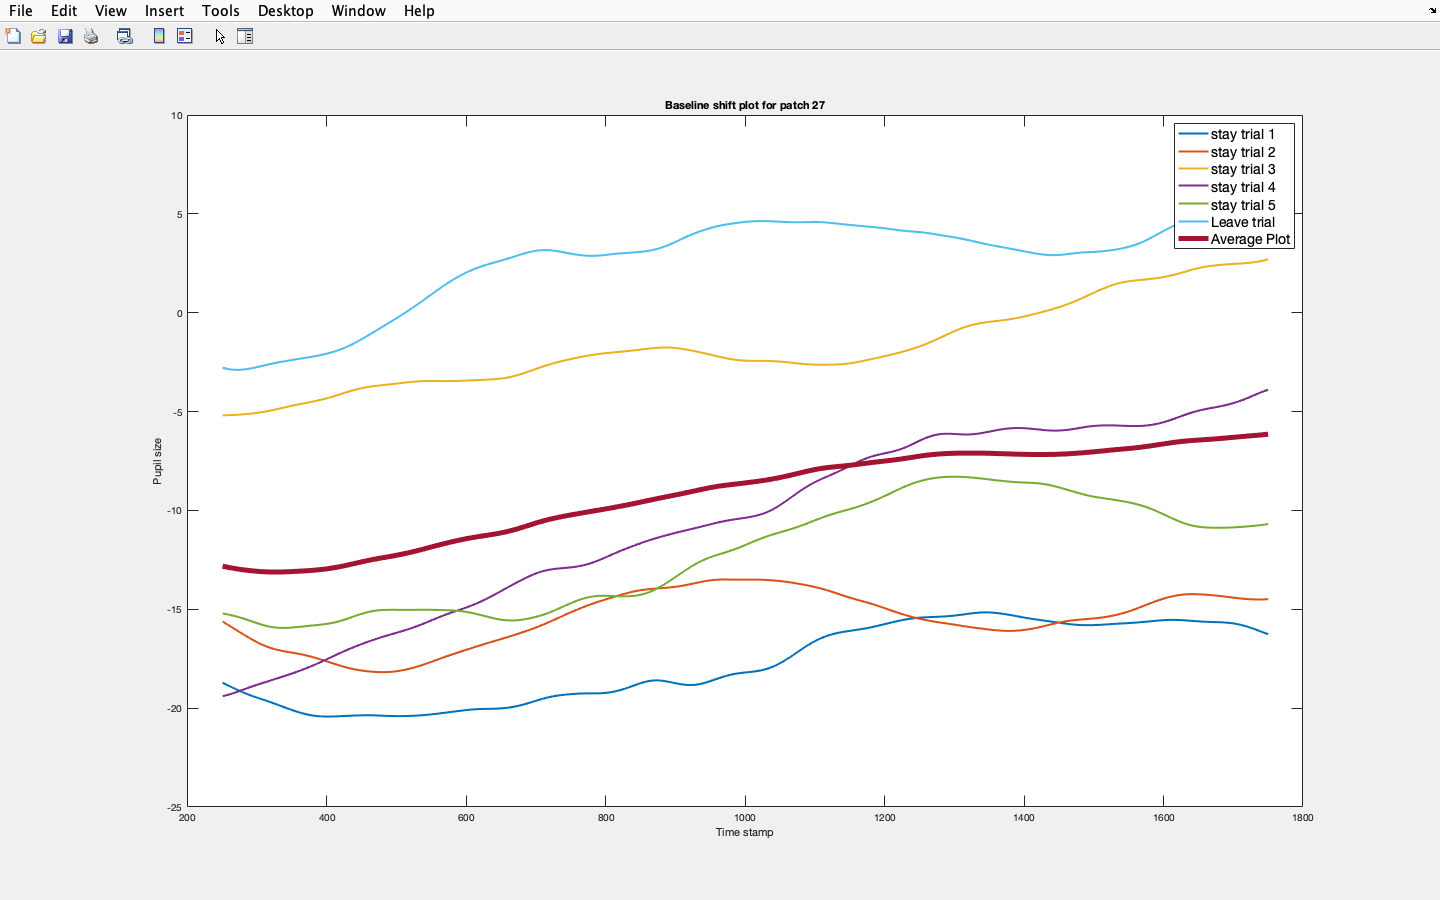 File Edit View Insert Tools Desktop Window Help
Baseline shift plot for patch 27
10
5
0
-5
-10
-15
-20
-25
Pupil size
200 400 600 800 1000 1200 1400 1600 1800
Time stamp
stay trial 1
stay trial 2
stay trial 3
stay trial 4
stay trial 5
Leave trial
Average Plot